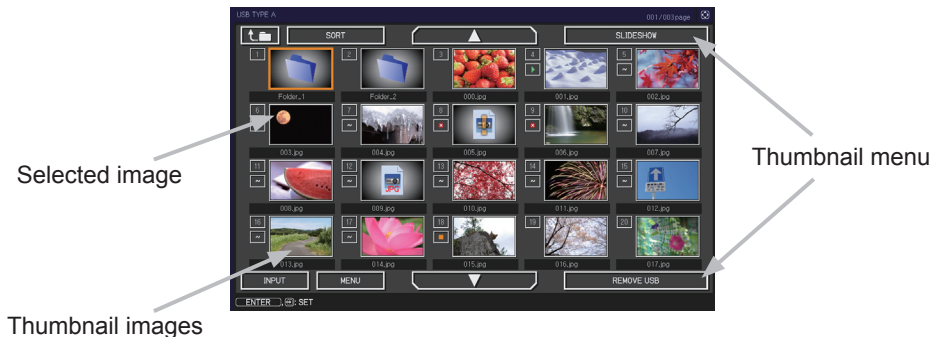 USB TYPE A
001/003page
SORT
SLIDESHOW
1 2 3 4 5
Folder_1 Folder_2 000.jpg 001.jpg 002.jpg
6 7 8 9 10
003.jpg 004.jpg 005.jpg 006.jpg 007.jpg
Selected image
Thumbnail menu
11 12 13 14 15
JPG
008.jpg 009.jpg 010.jpg 011.jpg 012.jpg
16 17 18 19 20
013.jpg 014.jpg 015.jpg 016.jpg 017.jpg
INPUT MENU REMOVE USB
ENTER , : SET
Thumbnail images